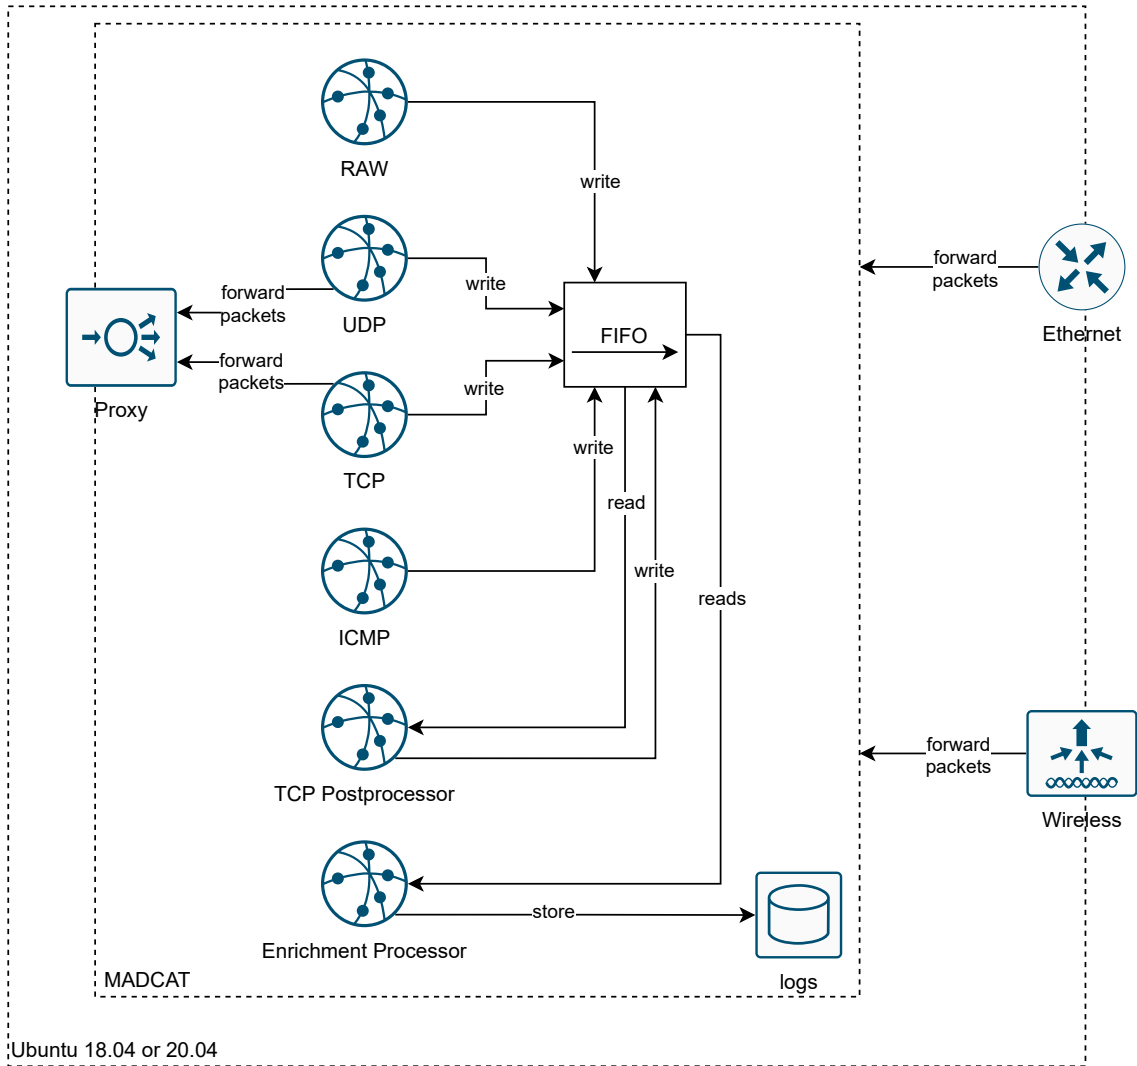 RAW
write
UDP
write
forward
packets
forward
packets
Proxy
TCP
write
FIFO
forward
packets
Ethernet
write
read
write
reads
ICMP
TCP Postprocessor
forward
packets
Wireless
Enrichment Processor
store
logs
MADCAT
Ubuntu 18.04 or 20.04